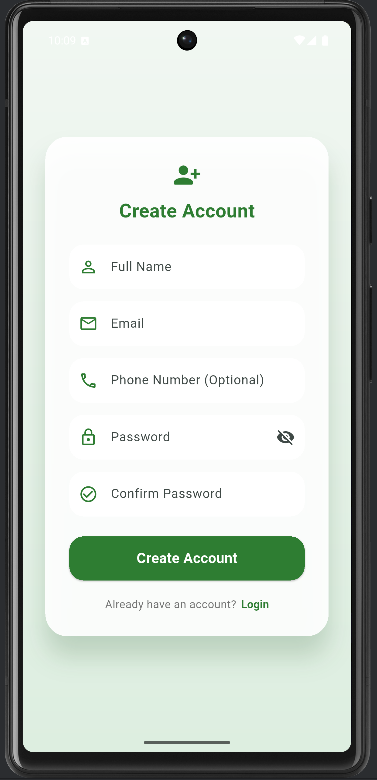 10:09
Create Account
Full Name
Email
Phone Number (Optional)
Password
Confirm Password
Create Account
Already have an account? Login